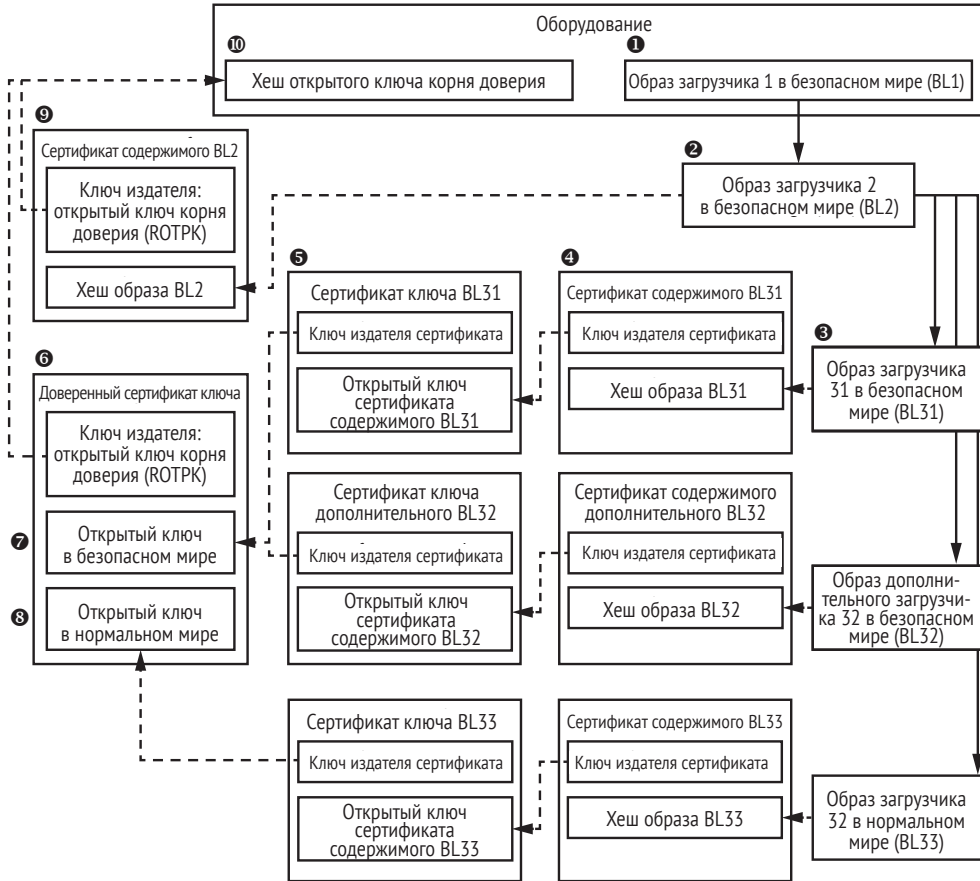 Оборудование
❿
❶
Хеш открытого ключа корня доверия
Образ загрузчика 1 в безопасном мире (BL1)
❾
Сертификат содержимого BL2
Ключ издателя:
открытый ключ корня
доверия (ROTPK)
Хеш образа BL2
❷
Образ загрузчика 2
в безопасном мире (BL2)
❺
Сертификат ключа BL31
Ключ издателя сертификата
Открытый ключ
сертификата
содержимого BL31
❹
Сертификат содержимого BL31
Ключ издателя сертификата
Хеш образа BL31
❸
Образ загрузчика
31 в безопасном
мире (BL31)
❻
Доверенный сертификат ключа
Ключ издателя:
открытый ключ корня
доверия (ROTPK)
❼
Открытый ключ
в безопасном мире
❽
Открытый ключ
в нормальном мире
Сертификат ключа
дополнительного BL32
Ключ издателя сертификата
Открытый ключ
сертификата
содержимого BL32
Сертификат содержимого
дополнительного BL32
Ключ издателя сертификата
Хеш образа BL32
Образ дополни-
тельного загрузчи-
ка 32 в безопасном
мире (BL32)
Сертификат ключа BL33
Ключ издателя сертификата
Открытый ключ
сертификата
содержимого BL33
Сертификат содержимого BL33
Ключ издателя сертификата
Хеш образа BL33
Образ загрузчика
32 в нормальном
мире (BL33)